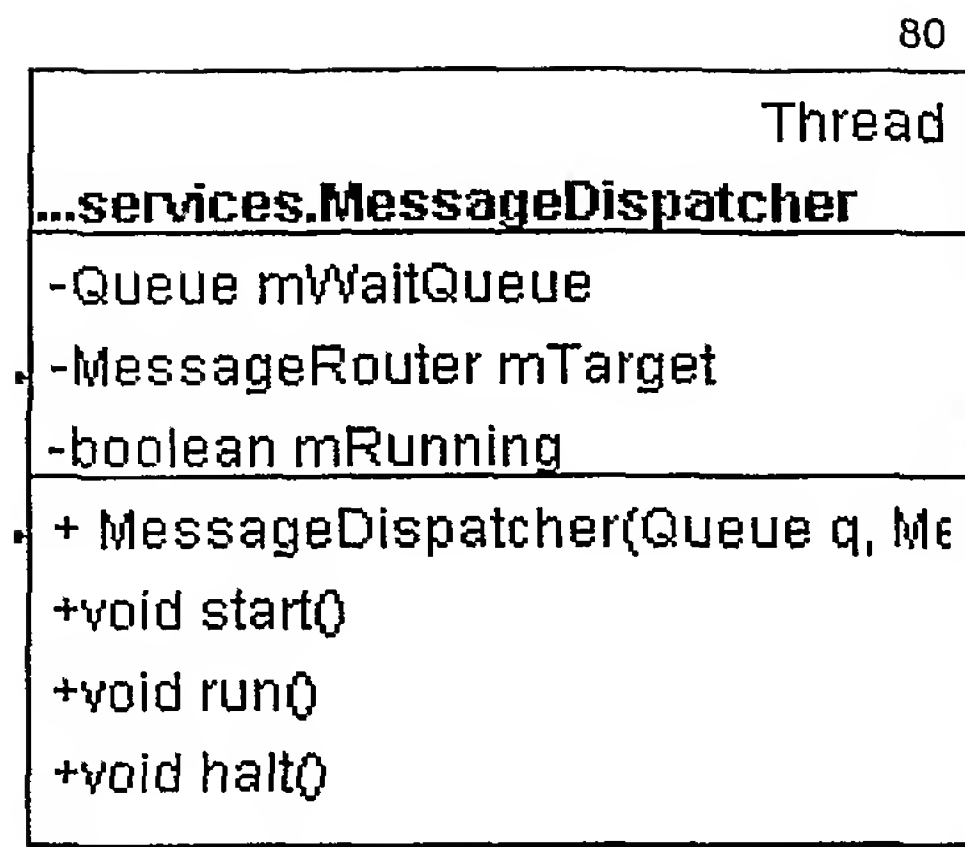 80
Thread
...services.MessageDispatcher
-Queue mWaitQueue
-MessageRouter mTarget
-boolean mRunning
+ MessageDispatcher(Queue q,
+void start()
+void run()
+void halt()